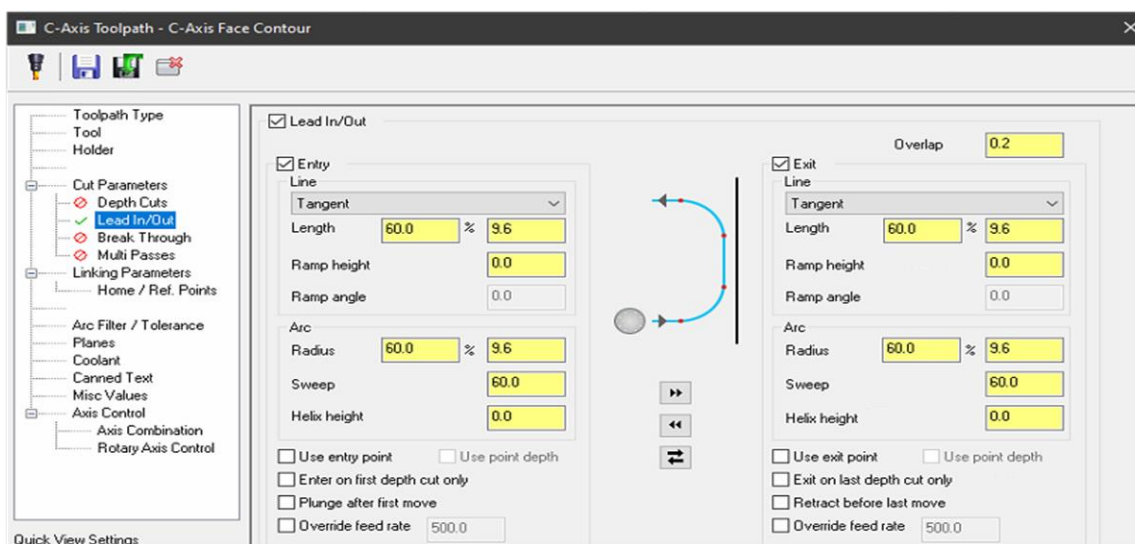 C-Axis Toolpath - C-Axis Face Contour
Toolpath Type
Tool
Holder
Cut Parameters
Depth Cuts
Lead In/Out
Break Through
Multi Passes
Linking Parameters
Home / Ref. Points
Arc Filter / Tolerance
Planes
Coolant
Canned Text
Misc Values
Axis Control
Axis Combination
Rotary Axis Control
Quick View Settings
Lead In/Out
Overlap 0.2
Entry
Line
Tangent
Length 60.0 % 9.6
Ramp height 0.0
Ramp angle 0.0
Arc
Radius 60.0 % 9.6
Sweep 60.0
Helix height 0.0
Use entry point Use point depth
Enter on first depth cut only
Plunge after first move
Override feed rate 500.0
Exit
Line
Tangent
Length 60.0 % 9.6
Ramp height 0.0
Ramp angle 0.0
Arc
Radius 60.0 % 9.6
Sweep 60.0
Helix height 0.0
Use exit point Use point depth
Exit on last depth cut only
Retract before last move
Override feed rate 500.0